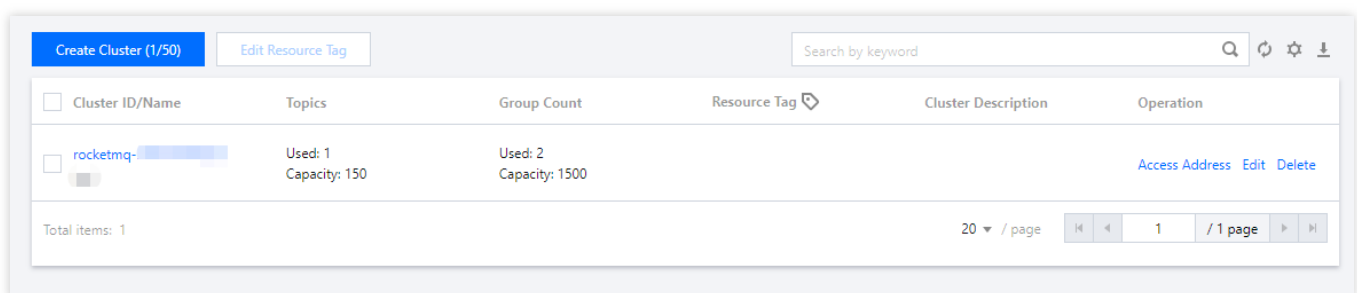 Create Cluster (1/50) Edit Resource Tag Search by keyword
Cluster ID/Name Topics Group Count Resource Tag Cluster Description Operation
rocketmq- Used: 1 Used: 2
Capacity: 150 Capacity: 1500
Access Address Edit Delete
Total items: 1 20 / page 1 / 1 page